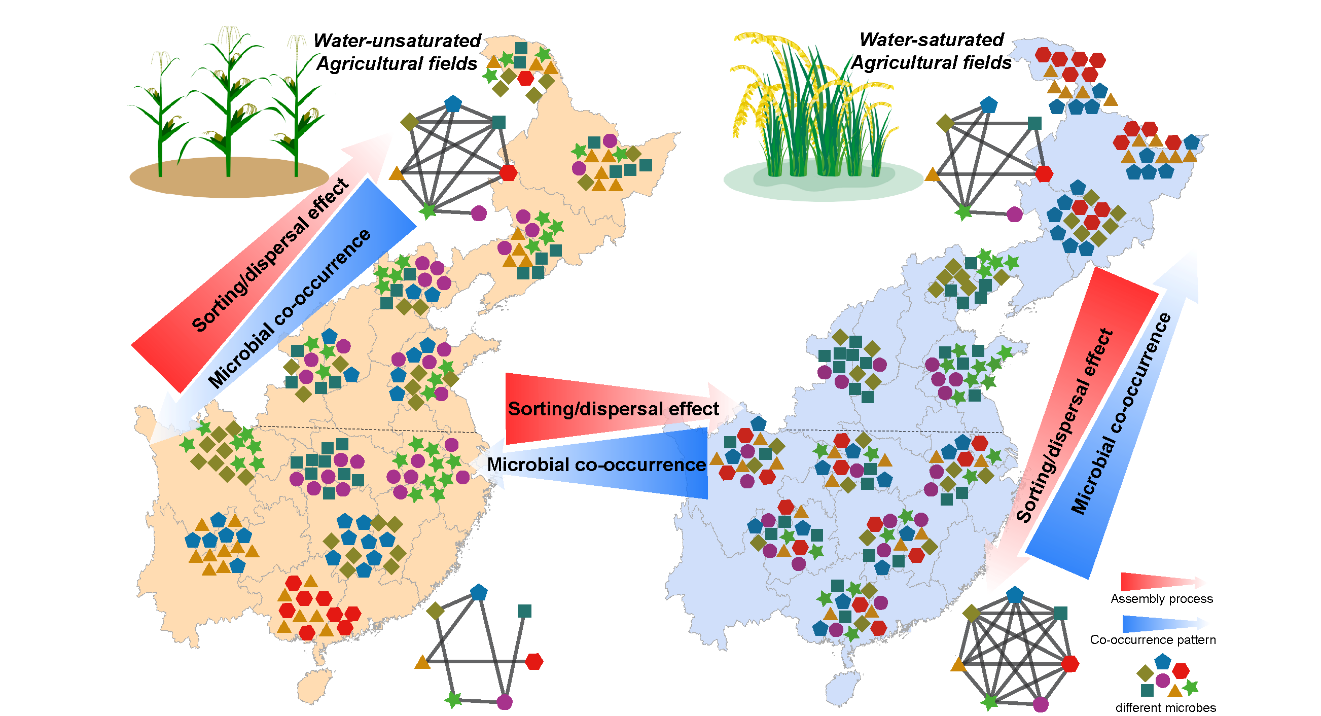 Water-unsaturated
Agricultural fields
Water-saturated
Agricultural fields
Sorting/dispersal effect
Microbial co-occurrence
Sorting/dispersal effect
Microbial co-occurrence
Sorting/dispersal effect
Microbial co-occurrence
Assembly process
Co-occurrence pattern
different microbes